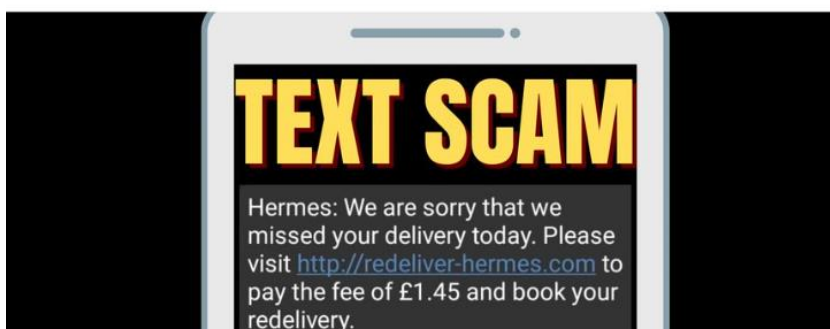 TEXT SCAM
Hermes: We are sorry that we
missed your delivery today. Please
visit http://redeliver-hermes.com to
pay the fee of £1.45 and book your
redelivery.